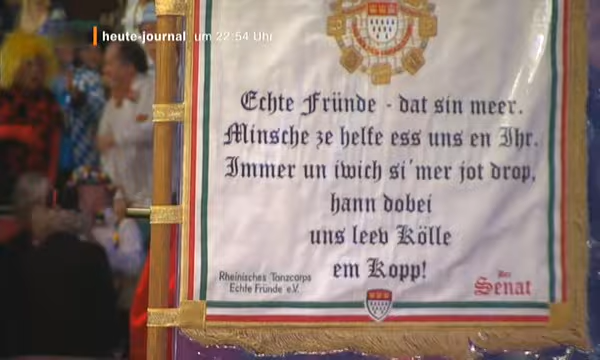 heute-journal um 22:54 Uhr
Echte Fründe - dat sin meer.
Minsche ze helfe ess uns en Ihr.
Immer un iwich si´mer jot drop,
hann dobei
uns leev Kölle
em Kopp!
Rheinisches Tanzcorps
Echte Fründe e.V.
Der
Senat